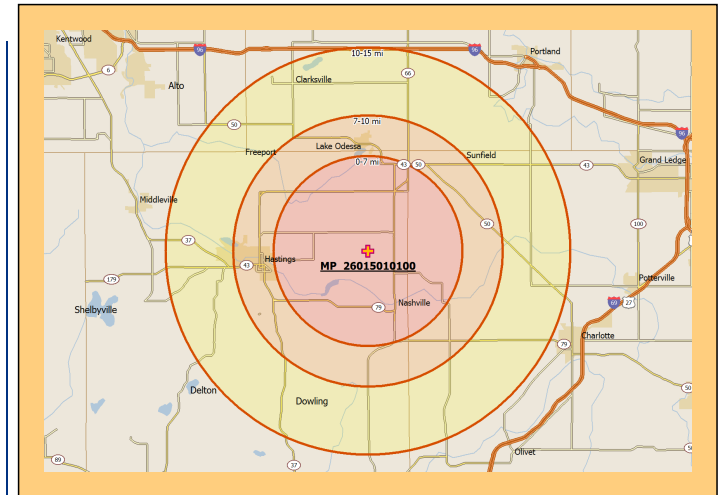 Kentwood
96
10-15 mi
96
Portland
6
Alto
Clarksville
66
50
7-10 mi
96
Freeport
Lake Odessa
0-7 mi
43
50
Sunfield
43
Grand Ledge
Middleville
50
100
37
43
Hastings
MP_26015010100
179
Potterville
Shelbyville
79
Nashville
69
27
79
Charlotte
Delton
Dowling
50
Olivet
89
37